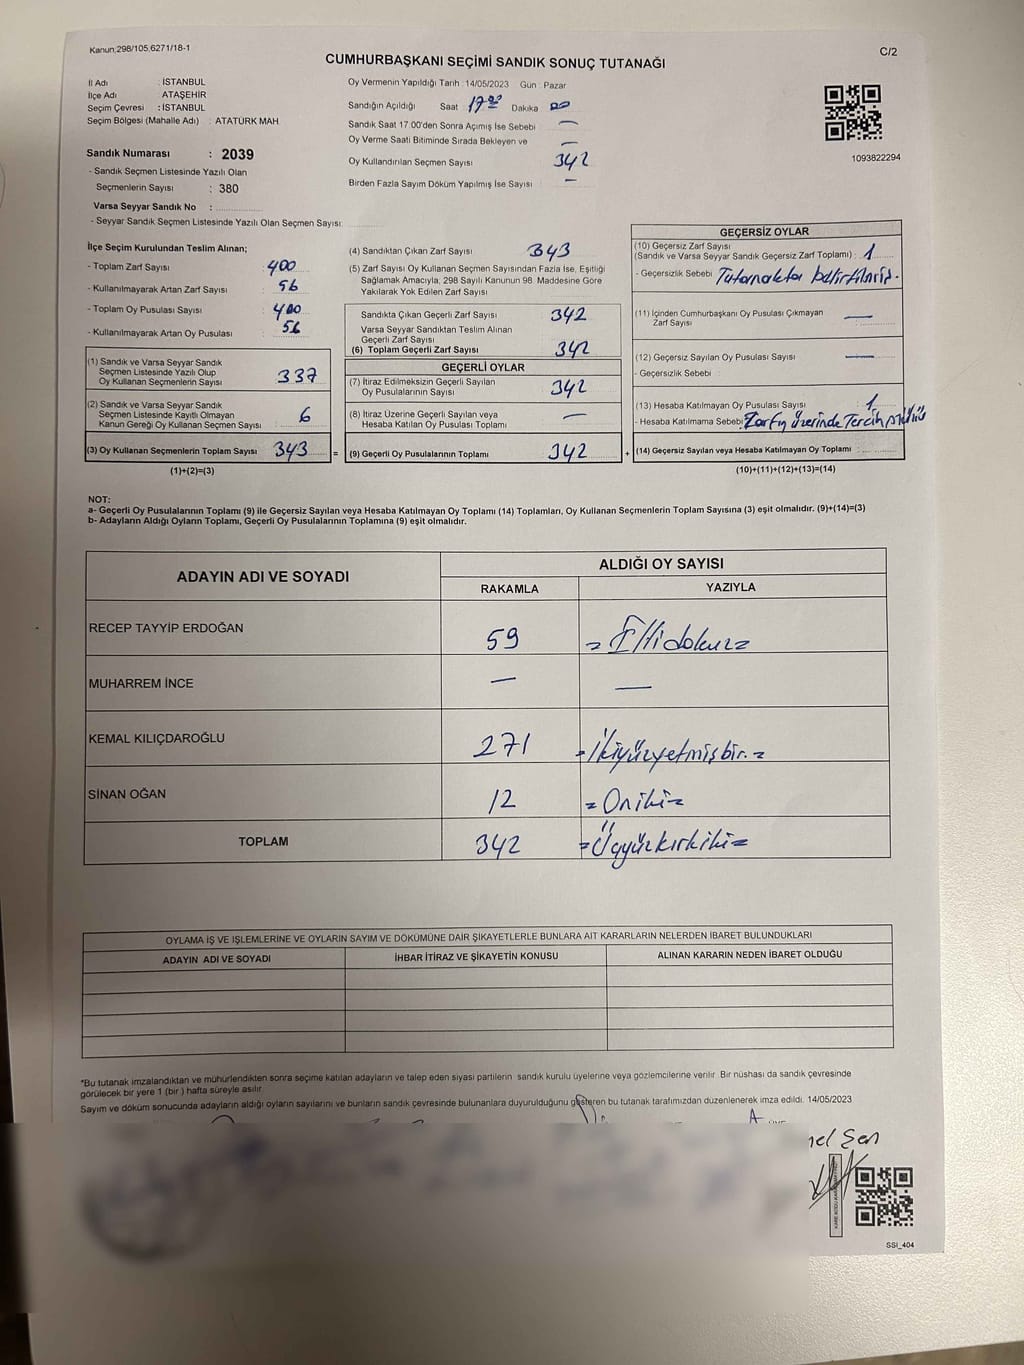 Kanun;298/105,6271/18-1
C/2
CUMHURBAŞKANI SEÇİMİ SANDIK SONUÇ TUTANAĞI
İl Adı : İSTANBUL
İlçe Adı ATAŞEHİR
Seçim Çevresi : İSTANBUL
Seçim Bölgesi (Mahalle Adı) : ATATÜRK MAH.
Sandık Numarası : 2039
- Sandık Seçmen Listesinde Yazılı Olan
Seçmenlerin Sayısı : 380
Varsa Seyyar Sandık No :
- Seyyar Sandık Seçmen Listesinde Yazılı Olan Seçmen Sayısı:
Oy Vermenin Yapıldığı Tarih : 14/05/2023 Gün : Pazar
Sandığın Açıldığı Saat 17.00 Dakika 00
Sandık Saat 17.00'den Sonra Açımış İse Sebebi —
Oy Verme Saati Bitiminde Sırada Bekleyen ve —
Oy Kullandırılan Seçmen Sayısı 342
Birden Fazla Sayım Döküm Yapılmış İse Sayısı —
1093822294
İlçe Seçim Kurulundan Teslim Alınan;
- Toplam Zarf Sayısı : 400
- Kullanılmayarak Artan Zarf Sayısı : 56
- Toplam Oy Pusulası Sayısı : 400
- Kullanılmayarak Artan Oy Pusulası : 56
(1) Sandık ve Varsa Seyyar Sandık
Seçmen Listesinde Yazılı Olup
Oy Kullanan Seçmenlerin Sayısı 337
(2) Sandık ve Varsa Seyyar Sandık
Seçmen Listesinde Kayıtlı Olmayan
Kanun Gereği Oy Kullanan Seçmen Sayısı 6
(3) Oy Kullanan Seçmenlerin Toplam Sayısı 343 =
(1)+(2)=(3)
(4) Sandıktan Çıkan Zarf Sayısı 343
(5) Zarf Sayısı Oy Kullanan Seçmen Sayısından Fazla İse, Eşitliği
Sağlamak Amacıyla, 298 Sayılı Kanunun 98. Maddesine Göre
Yakılarak Yok Edilen Zarf Sayısı
Sandıkta Çıkan Geçerli Zarf Sayısı 342
Varsa Seyyar Sandıktan Teslim Alınan
Geçerli Zarf Sayısı
(6) Toplam Geçerli Zarf Sayısı 342
GEÇERLİ OYLAR
(7) İtiraz Edilmeksizin Geçerli Sayılan
Oy Pusulalarının Sayısı 342
(8) İtiraz Üzerine Geçerli Sayılan veya
Hesaba Katılan Oy Pusulası Toplamı —
(9) Geçerli Oy Pusulalarının Toplamı 342 +
GEÇERSİZ OYLAR
(10) Geçersiz Zarf Sayısı
(Sandık ve Varsa Seyyar Sandık Geçersiz Zarf Toplamı) : 1
- Geçersizlik Sebebi : Tutanakta belirtilmiş.
(11) İçinden Cumhurbaşkanı Oy Pusulası Çıkmayan
Zarf Sayısı —
(12) Geçersiz Sayılan Oy Pusulası Sayısı —
- Geçersizlik Sebebi :
(13) Hesaba Katılmayan Oy Pusulası Sayısı : 1
- Hesaba Katılmama Sebebi: Zarfın üzerinde Tercih
(14) Geçersiz Sayılan veya Hesaba Katılmayan Oy Toplamı :
(10)+(11)+(12)+(13)=(14)
NOT:
a- Geçerli Oy Pusulalarının Toplamı (9) ile Geçersiz Sayılan veya Hesaba Katılmayan Oy Toplamı (14) Toplamları, Oy Kullanan Seçmenlerin Toplam Sayısına (3) eşit olmalıdır. (9)+(14)=(3)
b- Adayların Aldığı Oyların Toplamı, Geçerli Oy Pusulalarının Toplamına (9) eşit olmalıdır.
ADAYIN ADI VE SOYADI
ALDIĞI OY SAYISI
RAKAMLA YAZIYLA
RECEP TAYYİP ERDOĞAN 59 = Ellidokuz =
MUHARREM İNCE — —
KEMAL KILIÇDAROĞLU 271 = İkiyüzyetmişbir. =
SİNAN OĞAN 12 = Oniki =
TOPLAM 342 = Üçyüzkırkiki =
OYLAMA İŞ VE İŞLEMLERİNE VE OYLARIN SAYIM VE DÖKÜMÜNE DAİR ŞİKAYETLERLE BUNLARA AİT KARARLARIN NELERDEN İBARET BULUNDUKLARI
ADAYIN ADI VE SOYADI İHBAR İTİRAZ VE ŞİKAYETİN KONUSU ALINAN KARARIN NEDEN İBARET OLDUĞU
*Bu tutanak imzalandıktan ve mühürlendikten sonra seçime katılan adayların ve talep eden siyasi partilerin sandık kurulu üyelerine veya gözlemcilerine verilir. Bir nüshası da sandık çevresinde
görülecek bir yere 1 (bir ) hafta süreyle asılır.
Sayım ve döküm sonucunda adayların aldığı oyların sayılarını ve bunların sandık çevresinde bulunanlara duyurulduğunu gösteren bu tutanak tarafımızdan düzenlenerek imza edildi. 14/05/2023
nel Şen
SSI_404